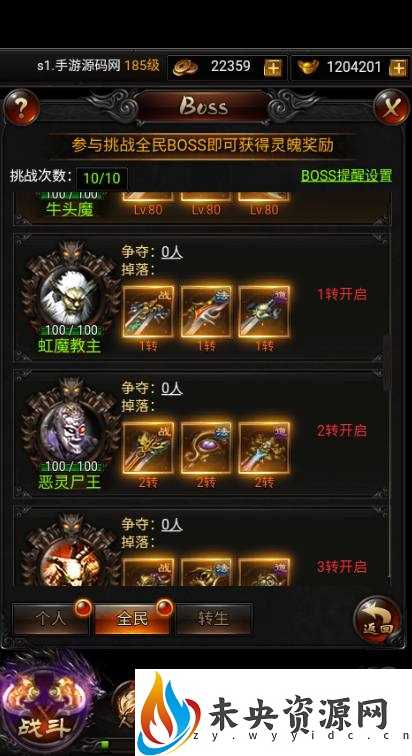 s1.手游源码网 185级 22359 1204201
? Boss X
参与挑战全民BOSS即可获得灵魄奖励
挑战次数： 10/10 BOSS提醒设置
100 / 100
牛头魔 Lv.80 Lv.80 Lv.80
争夺：0人
掉落：
战 法 道 1转开启
100 / 100
虹魔教主 1转 1转 1转
争夺：0人
掉落：
战 法 道 2转开启
100 / 100
恶灵尸王 2转 2转 2转
争夺：0人
掉落：
战 法 道 3转开启
个人 全民 转生 返回
战斗
未央资源网
zy.wyyidc.cn